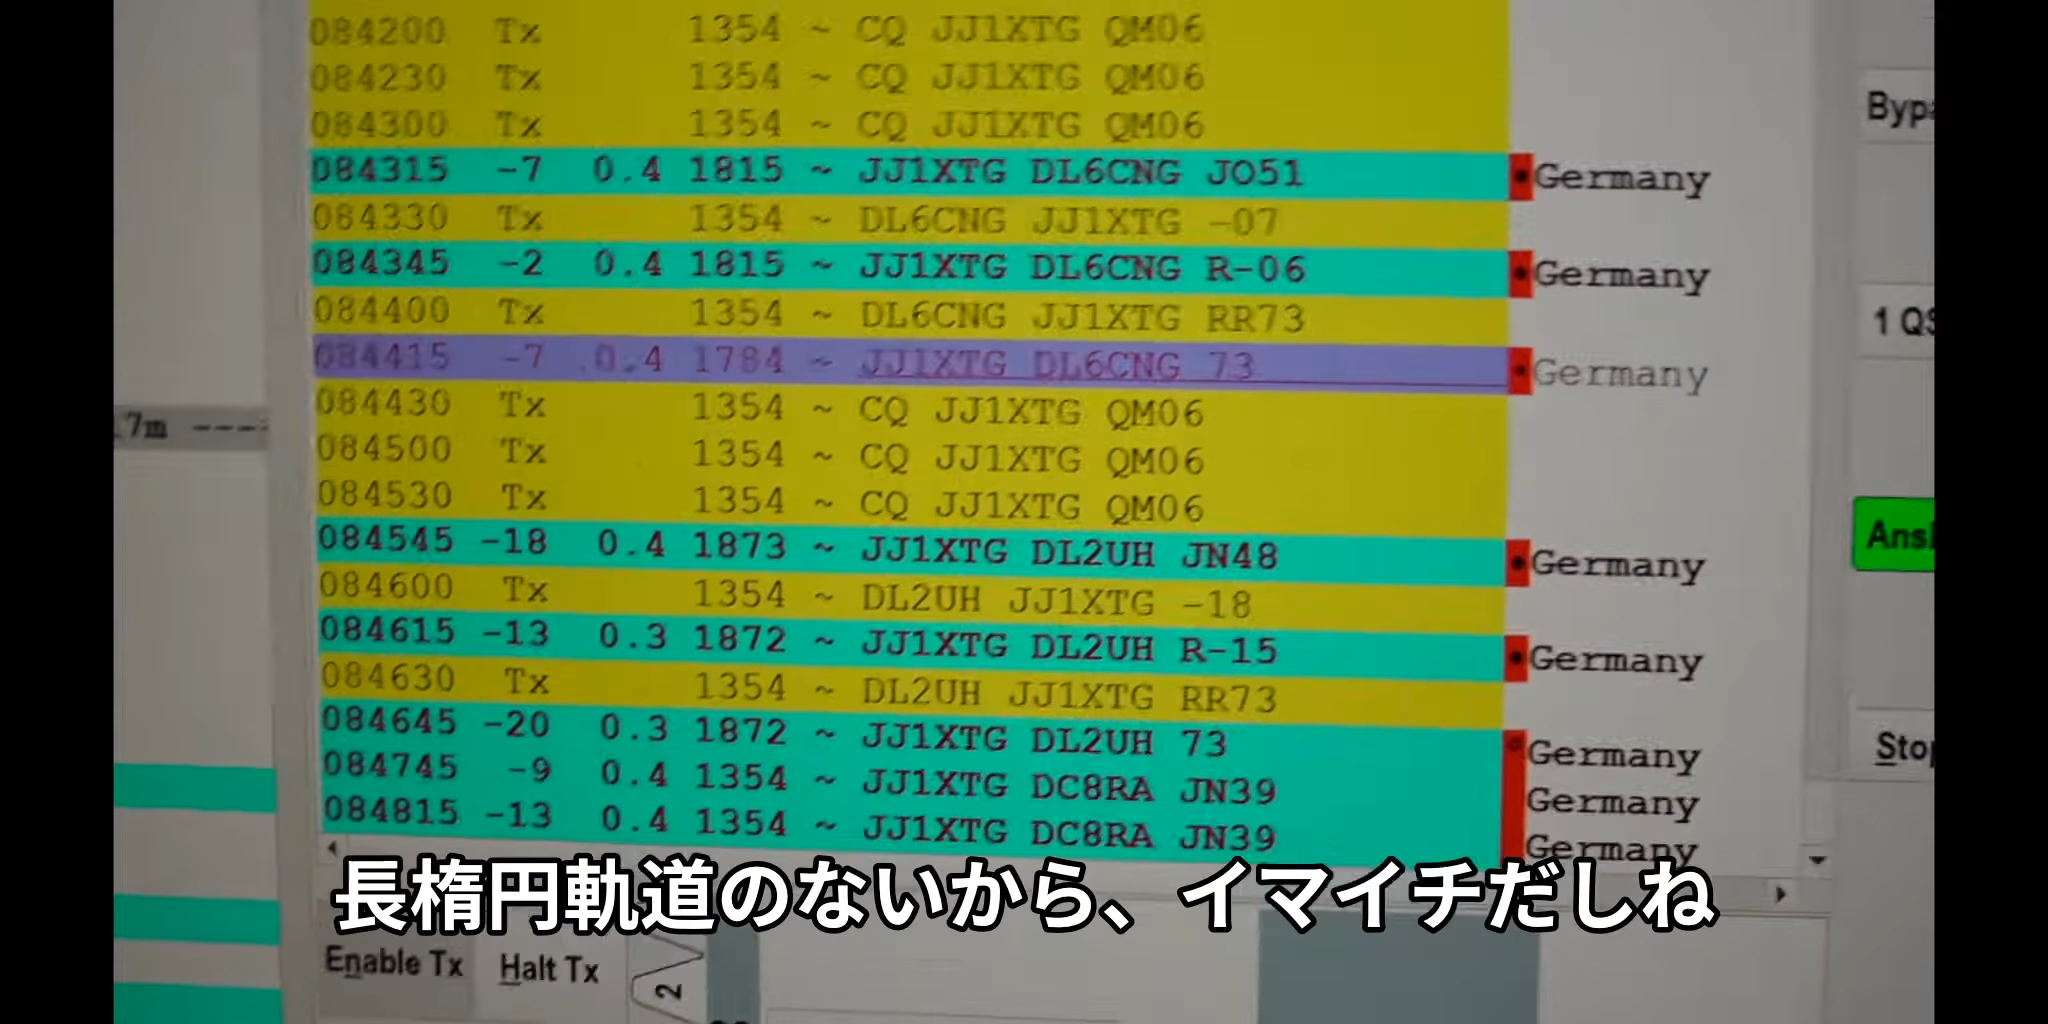 084200 Tx 1354 ~ CQ JJ1XTG QM06
084230 Tx 1354 ~ CQ JJ1XTG QM06
084300 Tx 1354 ~ CQ JJ1XTG QM06
084315 -7 0.4 1815 ~ JJ1XTG DL6CNG JO51 Germany
084330 Tx 1354 ~ DL6CNG JJ1XTG -07
084345 -2 0.4 1815 ~ JJ1XTG DL6CNG R-06 Germany
084400 Tx 1354 ~ DL6CNG JJ1XTG RR73
084415 -7 0.4 1784 ~ JJ1XTG DL6CNG 73 Germany
084430 Tx 1354 ~ CQ JJ1XTG QM06
084500 Tx 1354 ~ CQ JJ1XTG QM06
084530 Tx 1354 ~ CQ JJ1XTG QM06
084545 -18 0.4 1873 ~ JJ1XTG DL2UH JN48 Germany
084600 Tx 1354 ~ DL2UH JJ1XTG -18
084615 -13 0.3 1872 ~ JJ1XTG DL2UH R-15 Germany
084630 Tx 1354 ~ DL2UH JJ1XTG RR73
084645 -20 0.3 1872 ~ JJ1XTG DL2UH 73 Germany
084745 -9 0.4 1354 ~ JJ1XTG DC8RA JN39 Germany
084815 -13 0.4 1354 ~ JJ1XTG DC8RA JN39 Germany
長楕円軌道のないから、イマイチだしね
Enable Tx Halt Tx 2
7m ----
Byp
1 QS
Ans
Stop